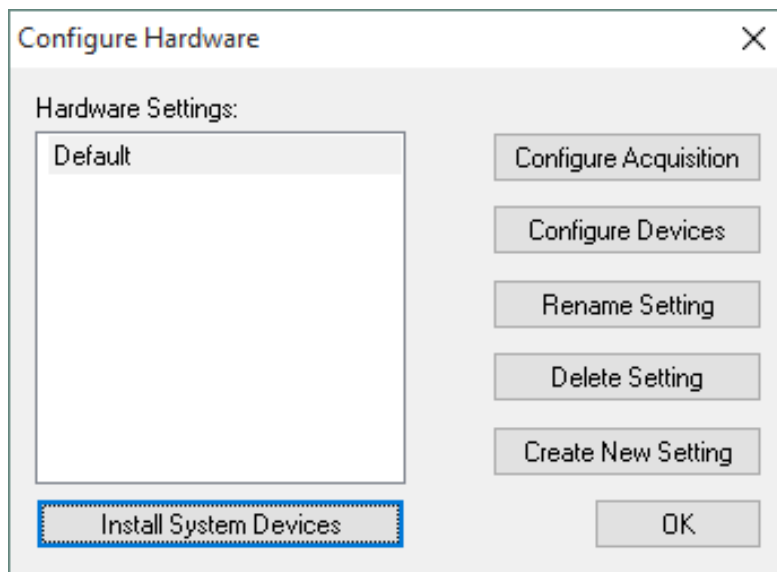 Configure Hardware
Hardware Settings:
Default
Configure Acquisition
Configure Devices
Rename Setting
Delete Setting
Create New Setting
Install System Devices
OK